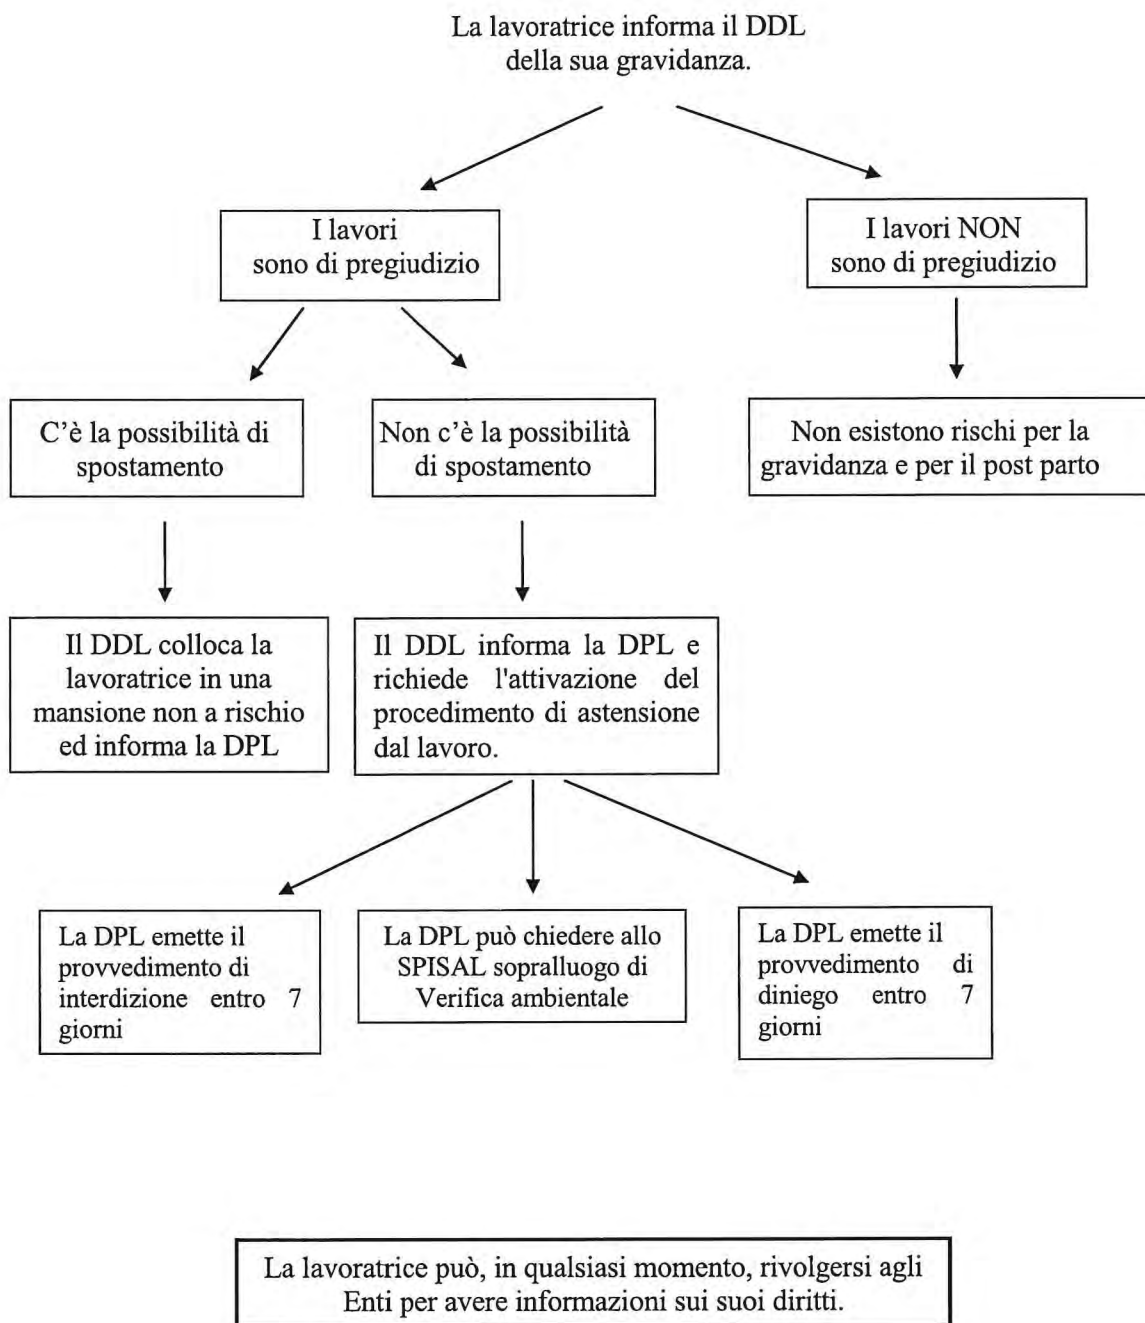 La lavoratrice informa il DDL
della sua gravidanza.
I lavori
sono di pregiudizio
I lavori NON
sono di pregiudizio
C'è la possibilità di
spostamento
Non c'è la possibilità
di spostamento
Non esistono rischi per la
gravidanza e per il post parto
Il DDL colloca la
lavoratrice in una
mansione non a rischio
ed informa la DPL
Il DDL informa la DPL e
richiede l'attivazione del
procedimento di astensione
dal lavoro.
La DPL emette il
provvedimento di
interdizione entro 7
giorni
La DPL può chiedere allo
SPISAL sopralluogo di
Verifica ambientale
La DPL emette il
provvedimento di
diniego entro 7
giorni
La lavoratrice può, in qualsiasi momento, rivolgersi agli
Enti per avere informazioni sui suoi diritti.